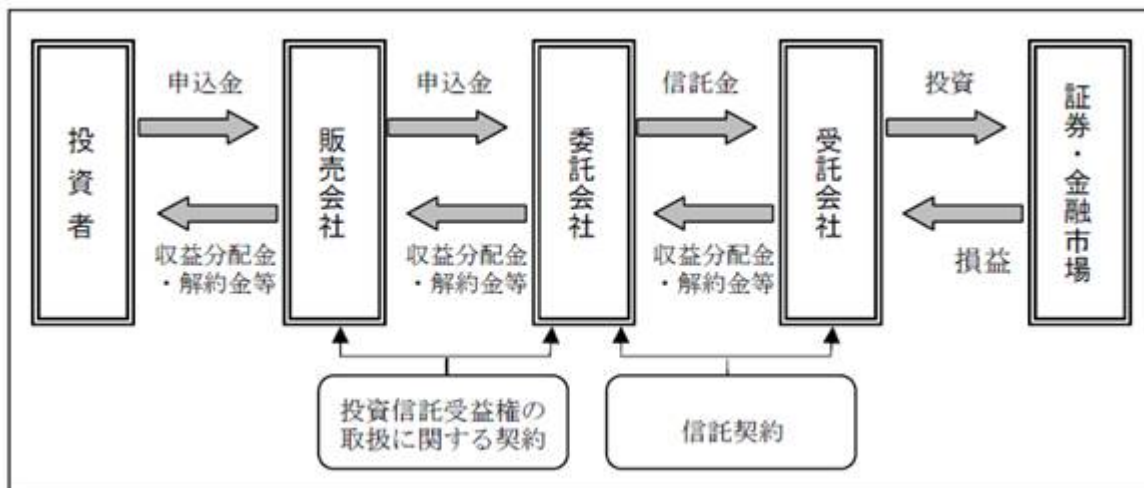 投資者
申込金
収益分配金
・解約金等
販売会社
申込金
収益分配金
・解約金等
委託会社
信託金
収益分配金
・解約金等
受託会社
投資
損益
証券・金融市場
投資信託受益権の
取扱に関する契約
信託契約